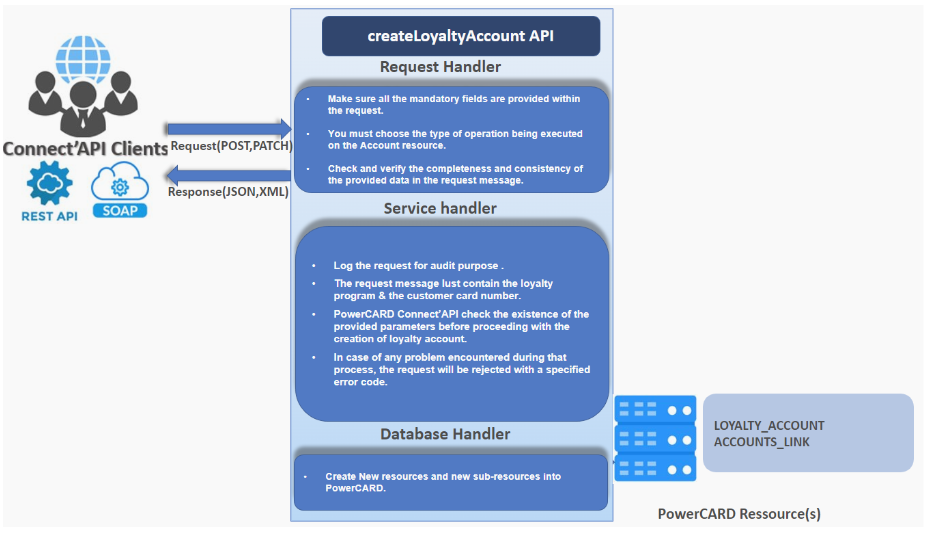 createLoyaltyAccount API
Request Handler
• Make sure all the mandatory fields are provided within
the request.
• You must choose the type of operation being executed
on the Account resource.
• Check and verify the completeness and consistency of
the provided data in the request message.
Connect'API Clients
REST API
SOAP
Request(POST,PATCH)
Response(JSON,XML)
Service handler
• Log the request for audit purpose .
• The request message lust contain the loyalty
program & the customer card number.
• PowerCARD Connect'API check the existence of the
provided parameters before proceeding with the
creation of loyalty account.
• In case of any problem encountered during that
process, the request will be rejected with a specified
error code.
Database Handler
• Create New resources and new sub-resources into
PowerCARD.
LOYALTY_ACCOUNT
ACCOUNTS_LINK
PowerCARD Ressource(s)